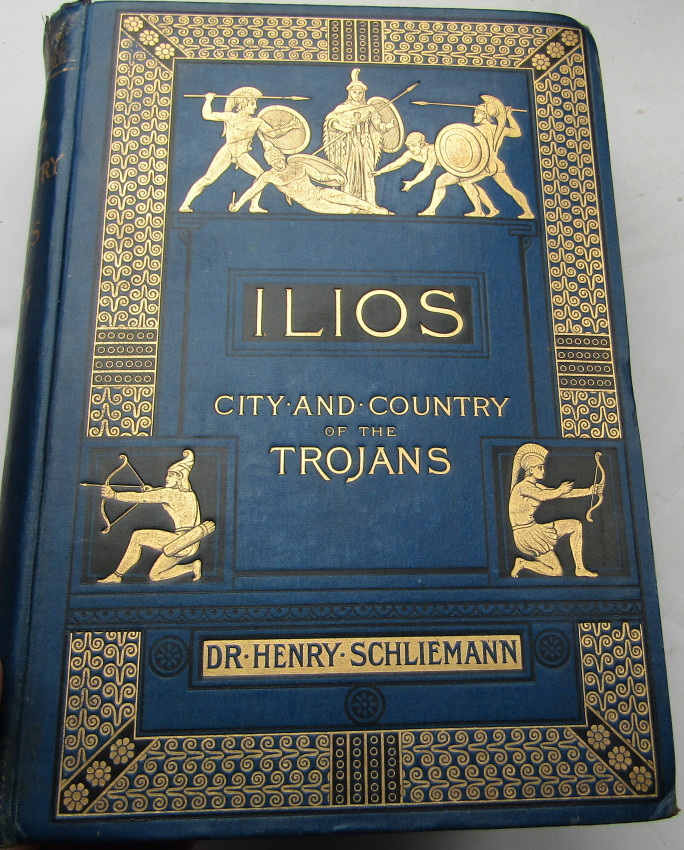 ILIOS
CITY·AND·COUNTRY
OF THE
TROJANS
DR·HENRY·SCHLIEMANN